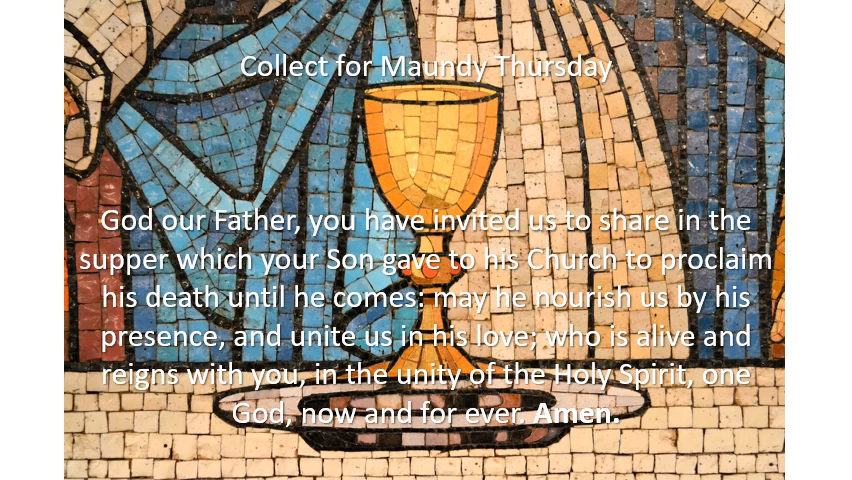 Collect for Maundy Thursday
God our Father, you have invited us to share in the
supper which your Son gave to his Church to proclaim
his death until he comes: may he nourish us by his
presence, and unite us in his love; who is alive and
reigns with you, in the unity of the Holy Spirit, one
God, now and for ever. Amen.